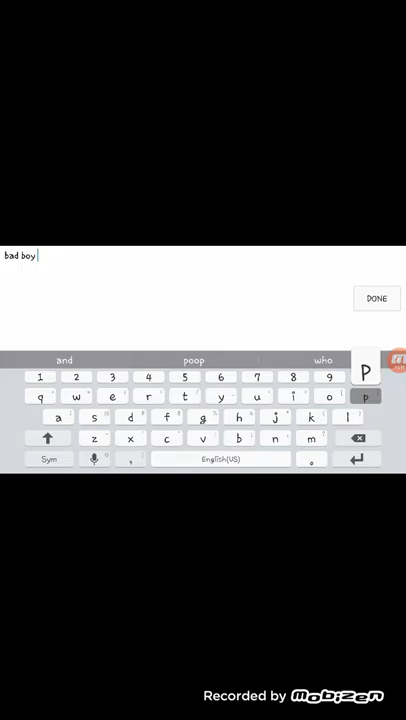 bad boy
DONE
and poop who
P
1 2 3 4 5 6 7 8 9
q w e r t y u i o p
a s d f g h j k l
z x c v b n m
Sym , English(US) .
Recorded by Mobizen